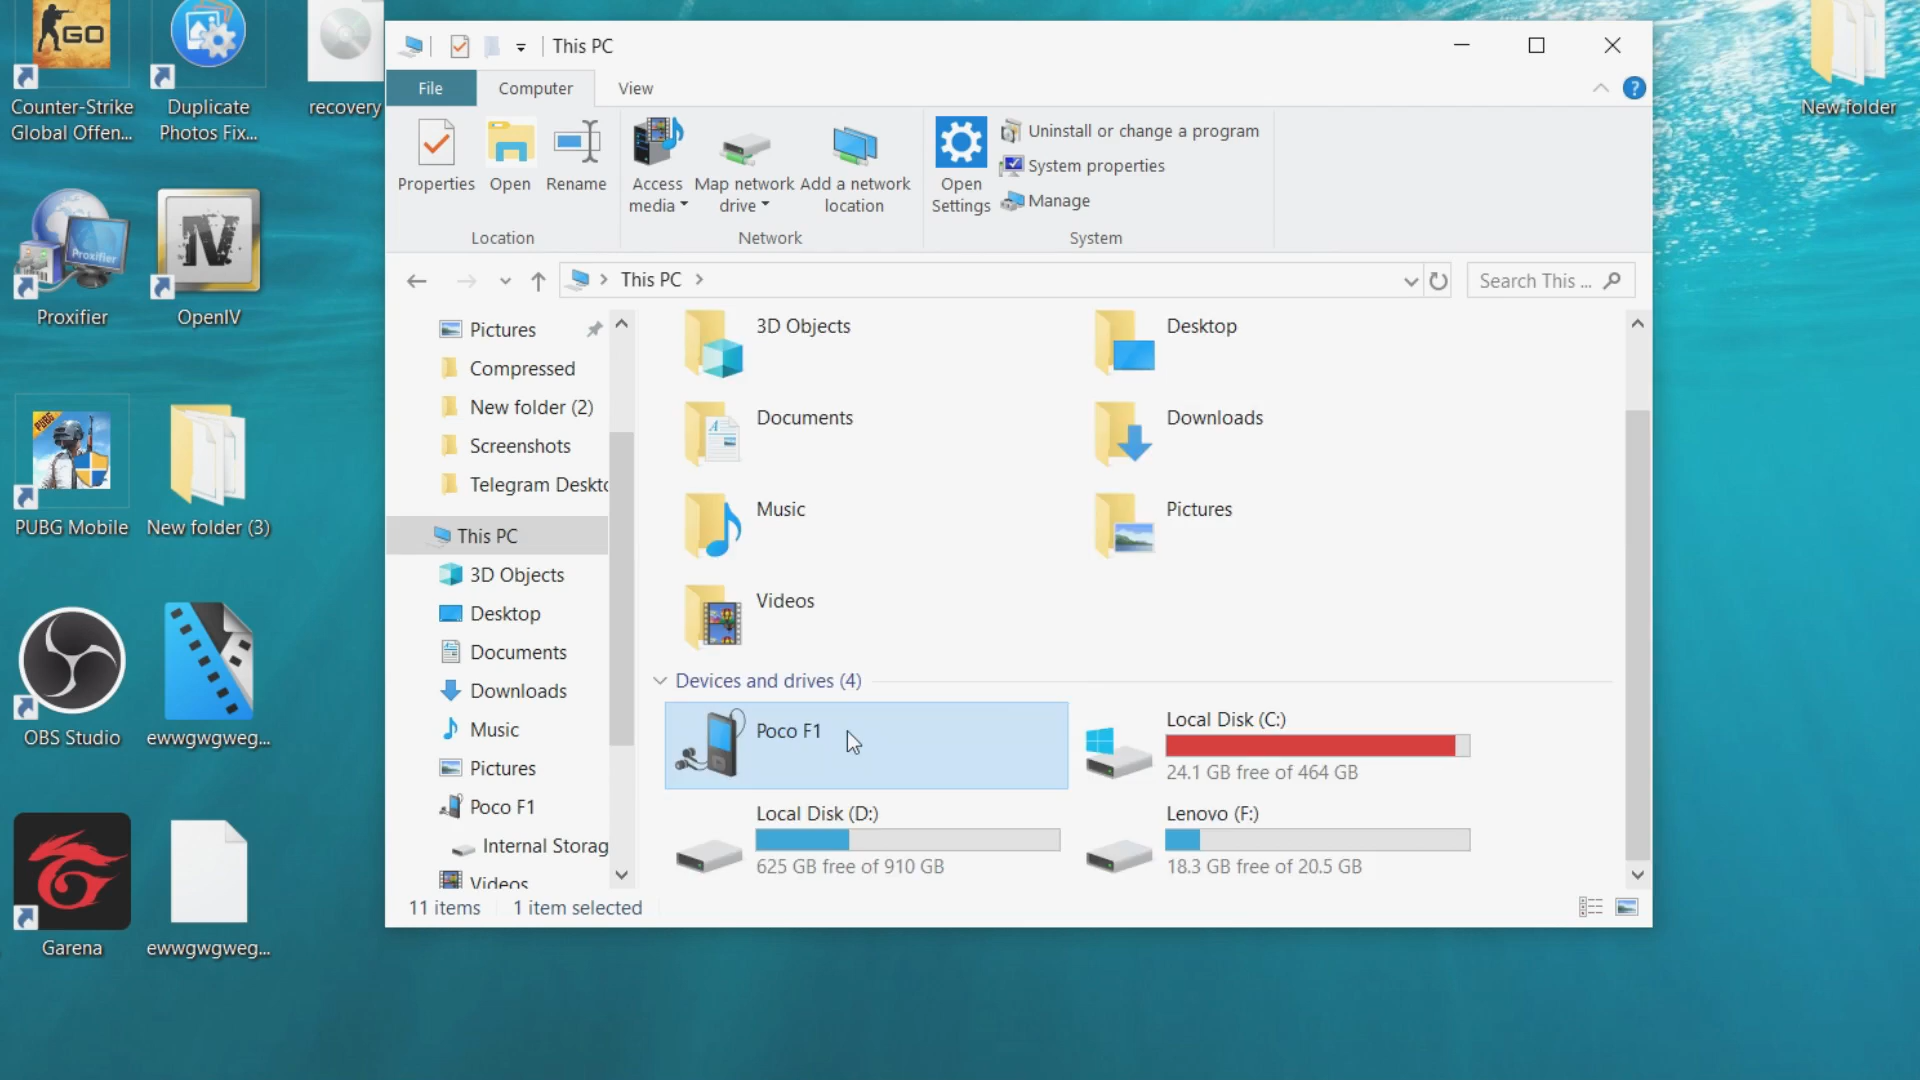 GO
Counter-Strike
Global Offen...
Duplicate
Photos Fix...
recovery
Proxifier
Proxifier
N
OpenIV
PUBG
PUBG Mobile
New folder (3)
OBS Studio
ewwgwgweg...
Garena
ewwgwgweg...
New folder
This PC
File
Computer
View
?
Properties
Open
Rename
Access
media
Map network
drive
Add a network
location
Open
Settings
Uninstall or change a program
System properties
Manage
Location
Network
System
This PC
Search This ...
Pictures
Compressed
New folder (2)
Screenshots
Telegram Deskto
This PC
3D Objects
Desktop
Documents
Downloads
Music
Pictures
Poco F1
Internal Storag
Videos
3D Objects
Desktop
Documents
Downloads
Music
Pictures
Videos
Devices and drives (4)
Poco F1
Local Disk (C:)
24.1 GB free of 464 GB
Local Disk (D:)
625 GB free of 910 GB
Lenovo (F:)
18.3 GB free of 20.5 GB
11 items
1 item selected